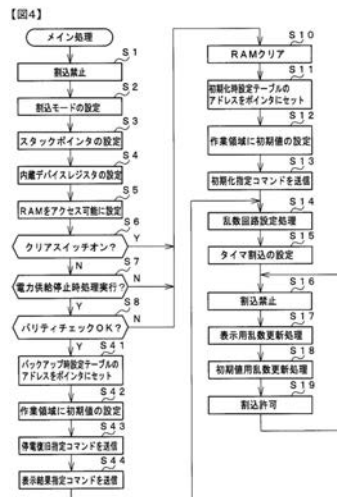 【図4】
メイン処理
S1
割込禁止
S2
割込モードの設定
S3
スタックポインタの設定
S4
内蔵デバイスレジスタの設定
S5
RAMをアクセス可能に設定
S6
クリアスイッチオン?
Y
N
S7
電力供給停止時処理実行?
N
Y
S8
パリティチェックOK?
N
Y
S41
バックアップ時設定テーブルの
アドレスをポインタにセット
S42
作業領域に初期値の設定
S43
停電復旧指定コマンドを送信
S44
表示結果指定コマンドを送信
S10
RAMクリア
S11
初期化時設定テーブルの
アドレスをポインタにセット
S12
作業領域に初期値の設定
S13
初期化指定コマンドを送信
S14
乱数回路設定処理
S15
タイマ割込の設定
S16
割込禁止
S17
表示用乱数更新処理
S18
初期値用乱数更新処理
S19
割込許可